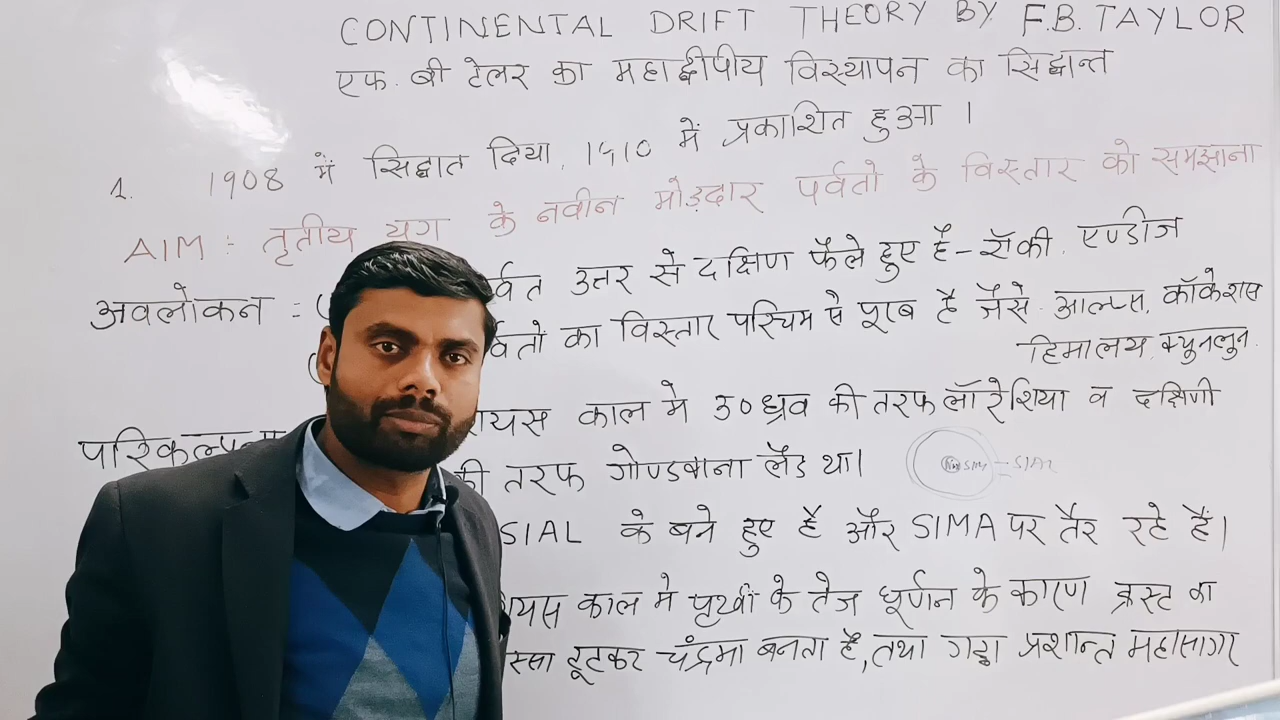 CONTINENTAL DRIFT THEORY BY F.B. TAYLOR
एफ. बी टेलर का महाद्वीपीय विस्थापन का सिद्धान्त
1. 1908 में सिद्धात दिया, 1910 में प्रकाशित हुआ ।
AIM : तृतीय युग के नवीन मोड़दार पर्वतो के विस्तार को समझाना
अवलोकन = ( र्वत उत्तर से दक्षिण फैले हुए है - रॉकी. एण्डीज
र्वतो का विस्तार पश्चिम से पूरब है जैसे. आल्प्स, कॉकेशस
हिमालय, क्युनलुन.
परिकल्पना यस काल मे उ० ध्रुव की तरफ लॉरेशिया व दक्षिणी
की तरफ गोण्डवाना लैंड था।
SIM - SIAL
SIAL के बने हुए है और SIMA पर तैर रहे हैं।
यस काल मे पृथ्वी के तेज घूर्णन के कारण क्रस्ट का
स्सा टूटकर चंद्रमा बनता है, तथा गड्ढा प्रशान्त महासागर